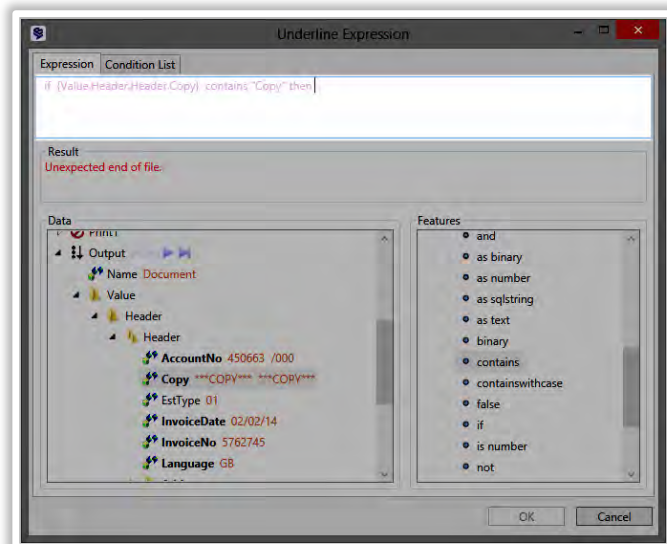 Underline Expression
Expression
Condition List
if {Value.Header.Header.Copy} contains "Copy" then
Result
Unexpected end of file.
Data
Print1
Output
Name Document
Value
Header
Header
AccountNo 450663 /000
Copy ***COPY*** ***COPY***
EstType 01
InvoiceDate 02/02/14
InvoiceNo 5762745
Language GB
Features
and
as binary
as number
as sqlstring
as text
binary
contains
containswithcase
false
if
is number
not
OK
Cancel